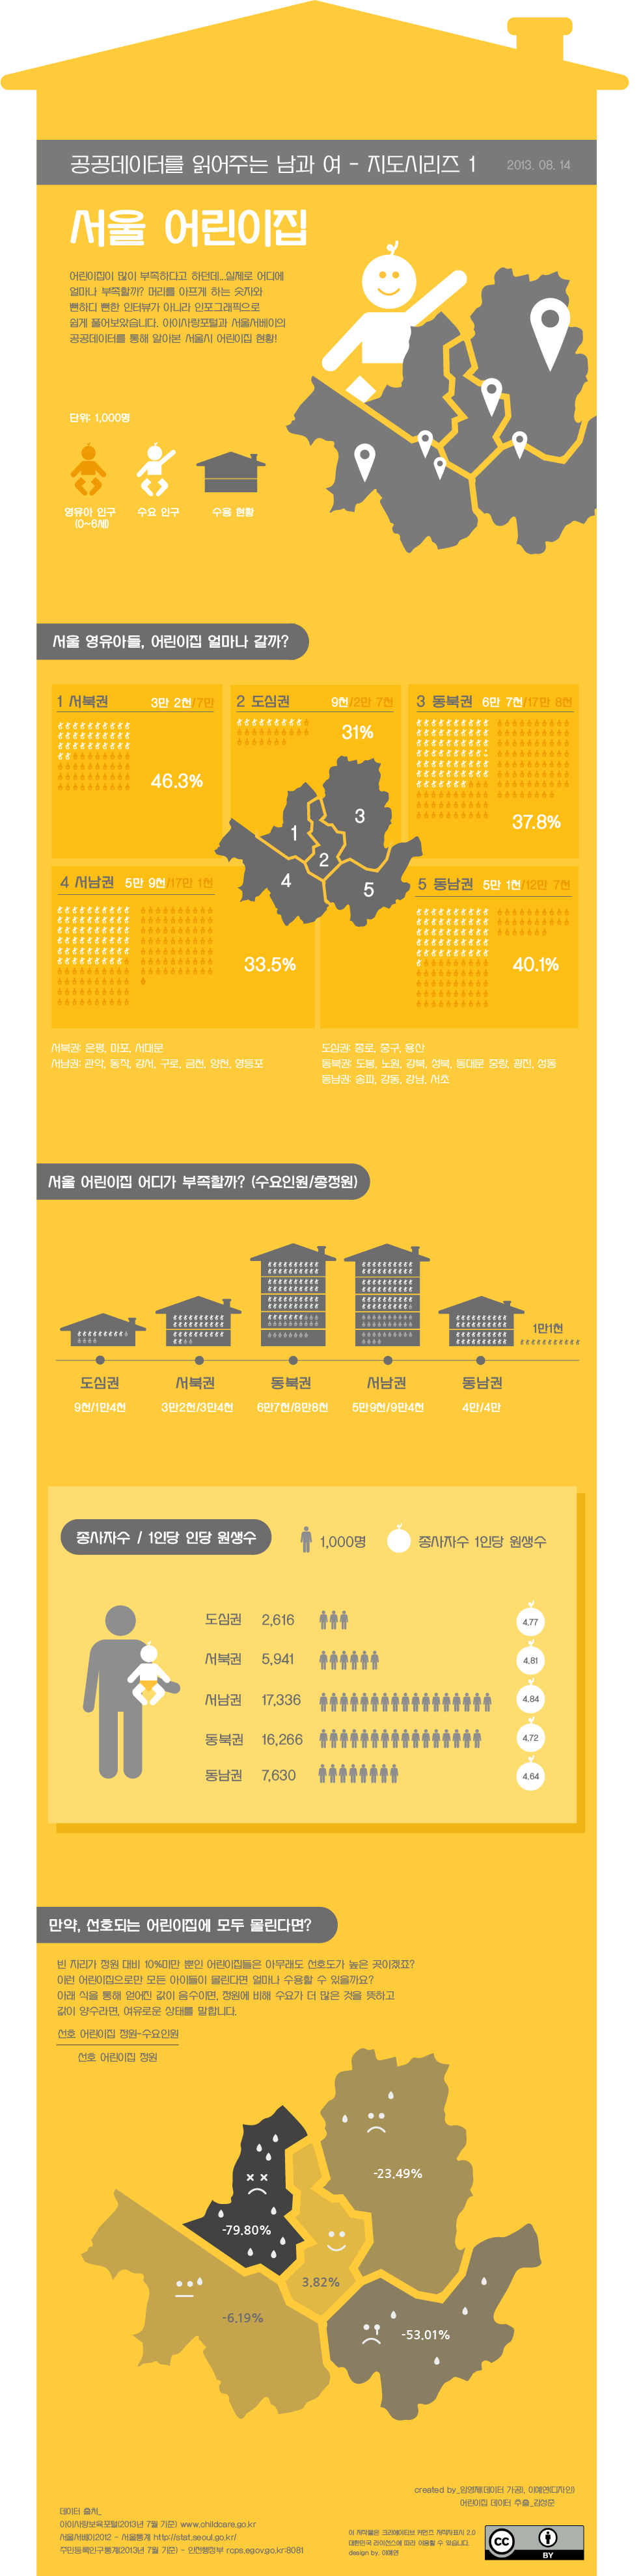 공공데이터를 읽어주는 남과 여 - 지도시리즈 1
2013. 08. 14
서울 어린이집
어린이집이 많이 부족하다고 하던데...실제로 어디에
얼마나 부족할까? 머리를 아프게 하는 숫자와
뻔하디 뻔한 인터뷰가 아니라 인포그래픽으로
쉽게 풀어보았습니다. 아이사랑포털과 서울서베이의
공공데이터를 통해 알아본 서울시 어린이집 현황!
단위: 1,000명
영유아 인구
(0~6세)
수요 인구
수용 현황
서울 영유아들, 어린이집 얼마나 갈까?
1 서북권 3만 2천/7만
46.3%
2 도심권 9천/2만 7천
31%
3 동북권 6만 7천/17만 8천
37.8%
1
2
3
4
5
4 서남권 5만 9천/17만 1천
33.5%
5 동남권 5만 1천/12만 7천
40.1%
서북권: 은평, 마포, 서대문
서남권: 관악, 동작, 강서, 구로, 금천, 양천, 영등포
도심권: 종로, 중구, 용산
동북권: 도봉, 노원, 강북, 성북, 동대문 중랑, 광진, 성동
동남권: 송파, 강동, 강남, 서초
서울 어린이집 어디가 부족할까? (수요인원/총정원)
1만1천
도심권
서북권
동북권
서남권
동남권
9천/1만4천
3만2천/3만4천
6만7천/8만8천
5만9천/9만4천
4만/4만
종사자수 / 1인당 인당 원생수
1,000명
종사자수 1인당 원생수
도심권 2,616 4.77
서북권 5,941 4.81
서남권 17,336 4.84
동북권 16,266 4.72
동남권 7,630 4.64
만약, 선호되는 어린이집에 모두 몰린다면?
빈 자리가 정원 대비 10%미만 뿐인 어린이집들은 아무래도 선호도가 높은 곳이겠죠?
이런 어린이집으로만 모든 아이들이 몰린다면 얼마나 수용할 수 있을까요?
아래 식을 통해 얻어진 값이 음수이면, 정원에 비해 수요가 더 많은 것을 뜻하고
값이 양수라면, 여유로운 상태를 말합니다.
선호 어린이집 정원-수요인원
선호 어린이집 정원
-23.49%
-79.80%
3.82%
-6.19%
-53.01%
created by_임영재(데이터 가공), 이예연(디자인)
어린이집 데이터 추출_김성준
데이터 출처_
아이사랑보육포털(2013년 7월 기준) www.childcare.go.kr
서울서베이2012 - 서울통계 http://stat.seoul.go.kr/
주민등록인구통계(2013년 7월 기준) - 안전행정부 rcps.egov.go.kr:8081
이 저작물은 크리에이티브 커먼즈 저작자표시 2.0
대한민국 라이선스에 따라 이용할 수 있습니다.
design by. 이예연
cc
BY